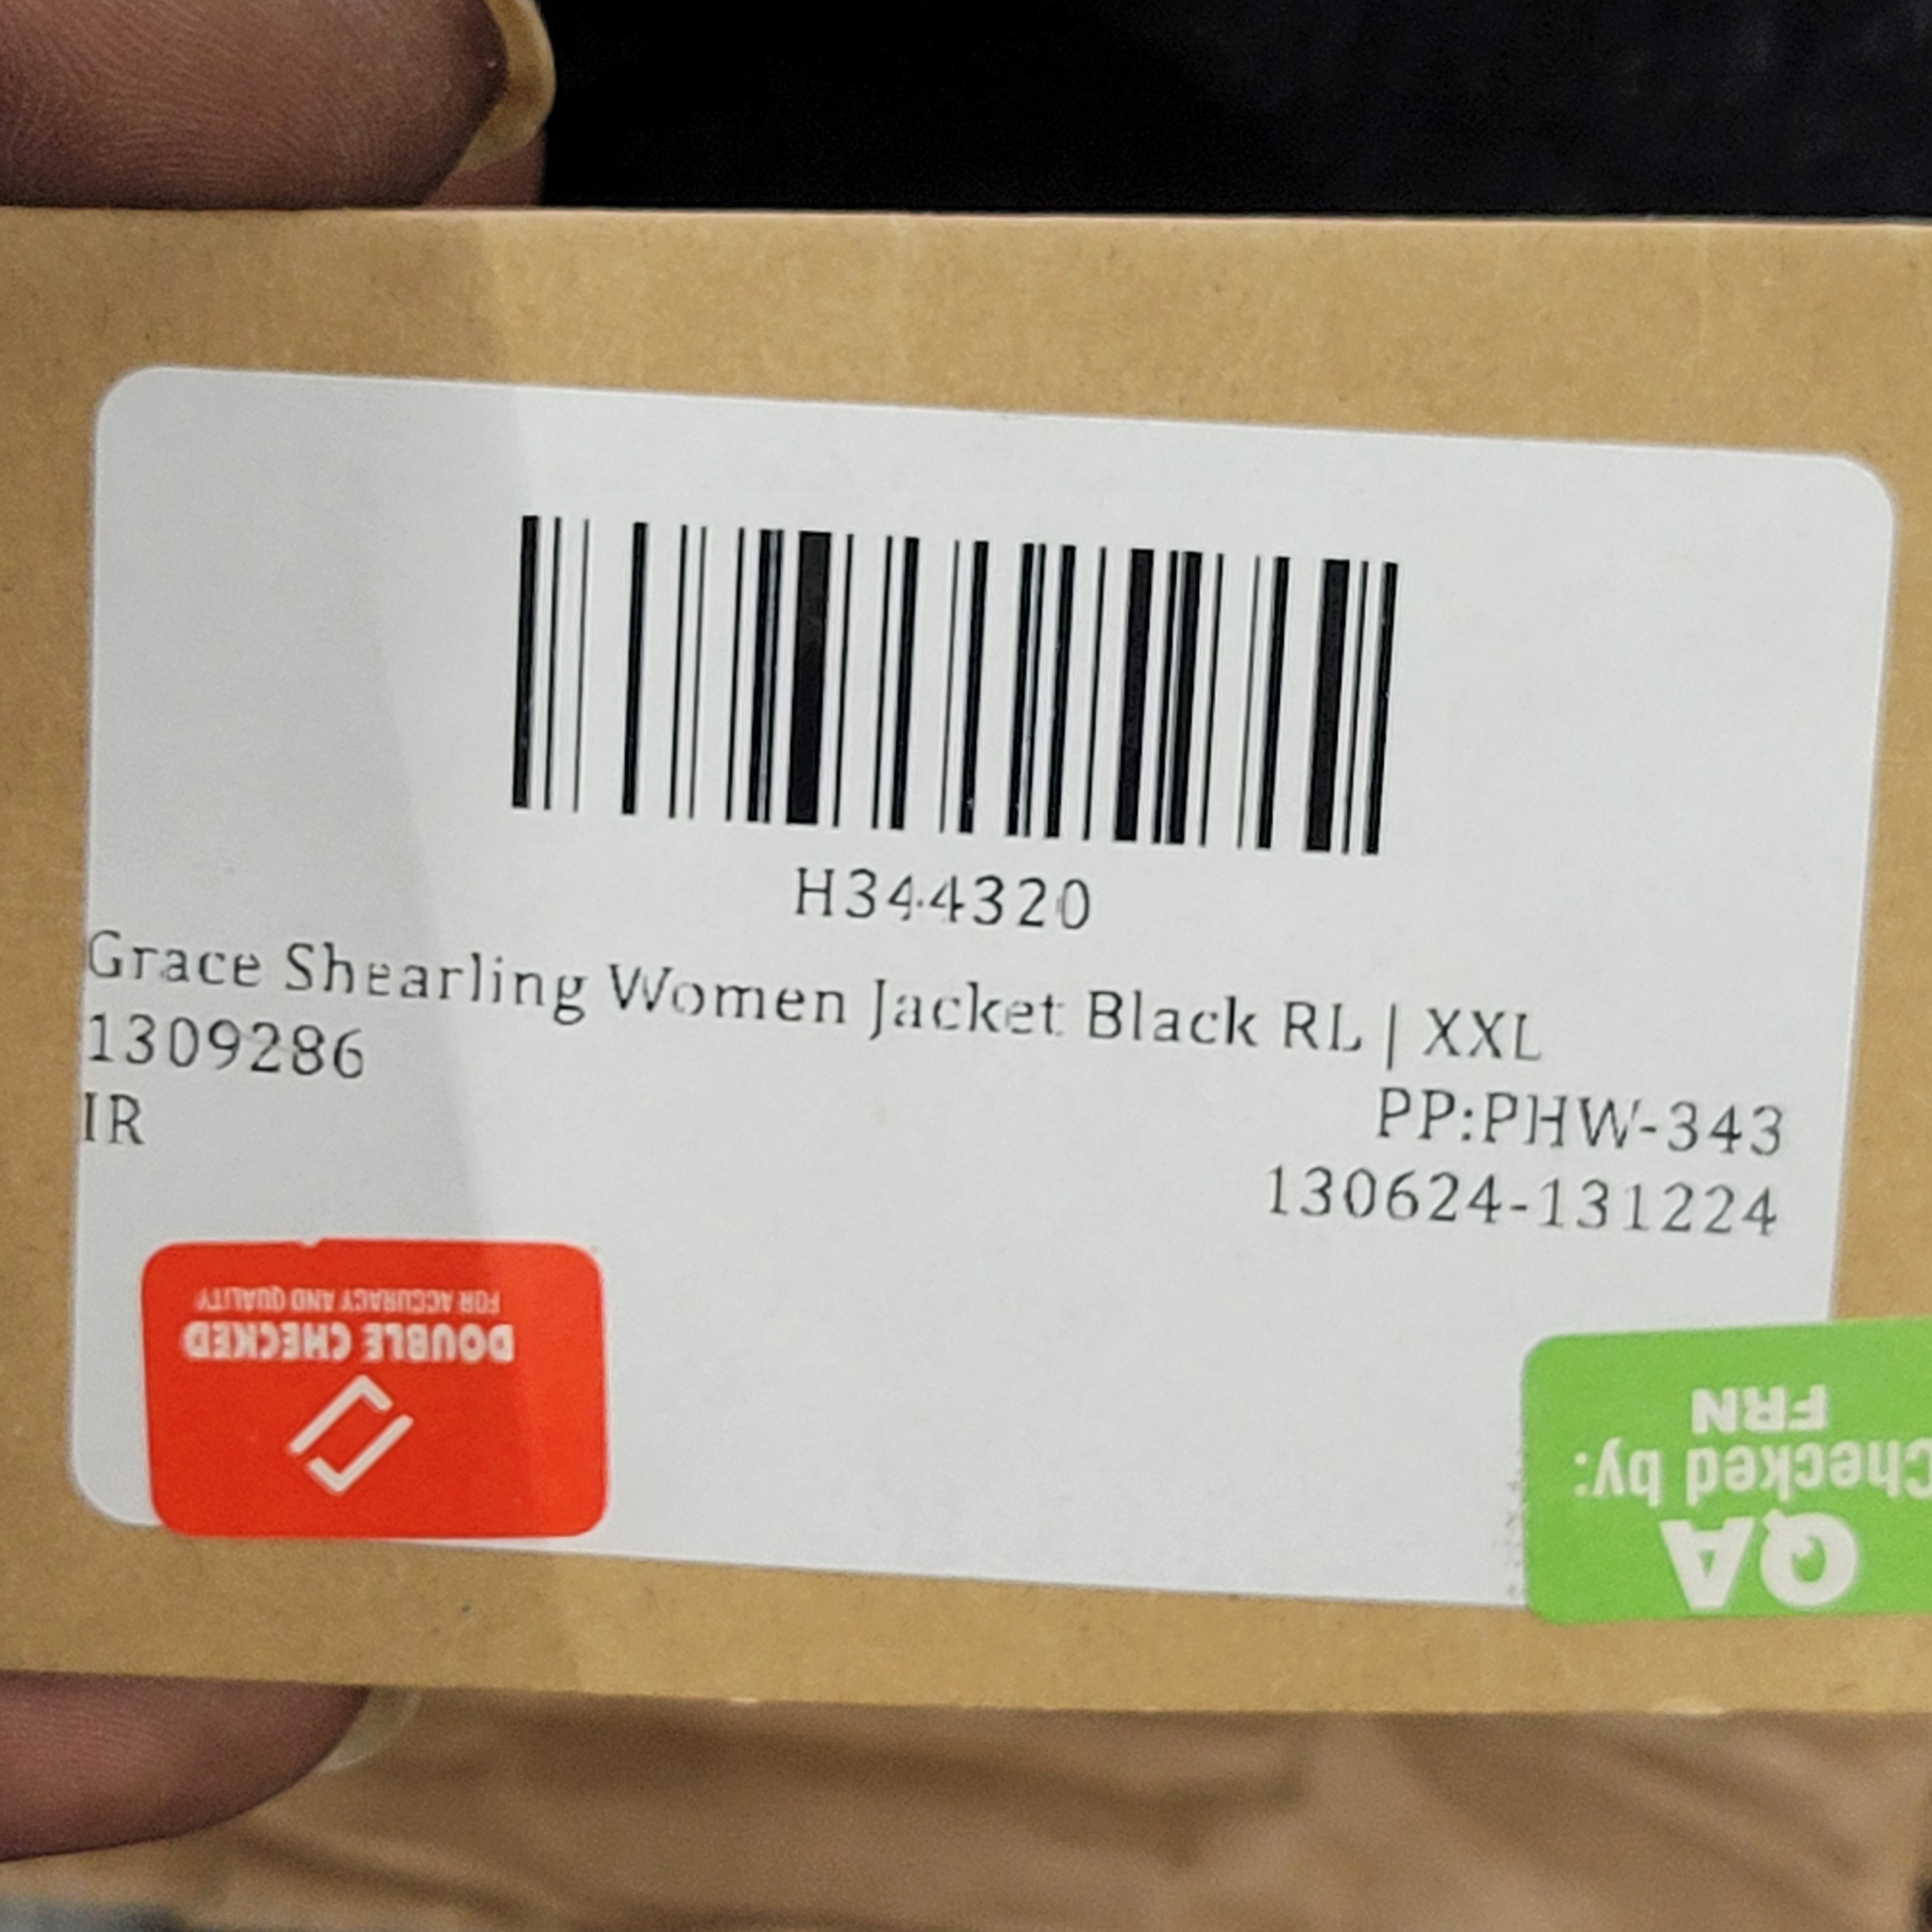 H344320
Grace Shearling Women Jacket Black RL | XXL
1309286
PP:PHW-343
IR
130624-131224
DOUBLE CHECKED
FOR ACCURACY AND QUALITY
QA
Checked by:
FRN